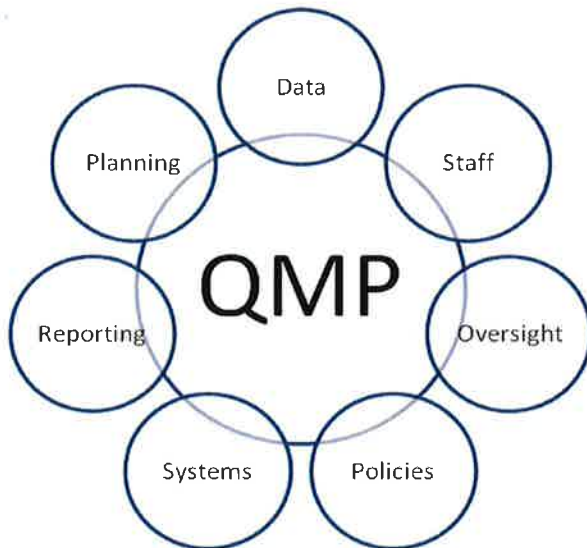 Data
Planning
Staff
QMP
Reporting
Oversight
Systems
Policies